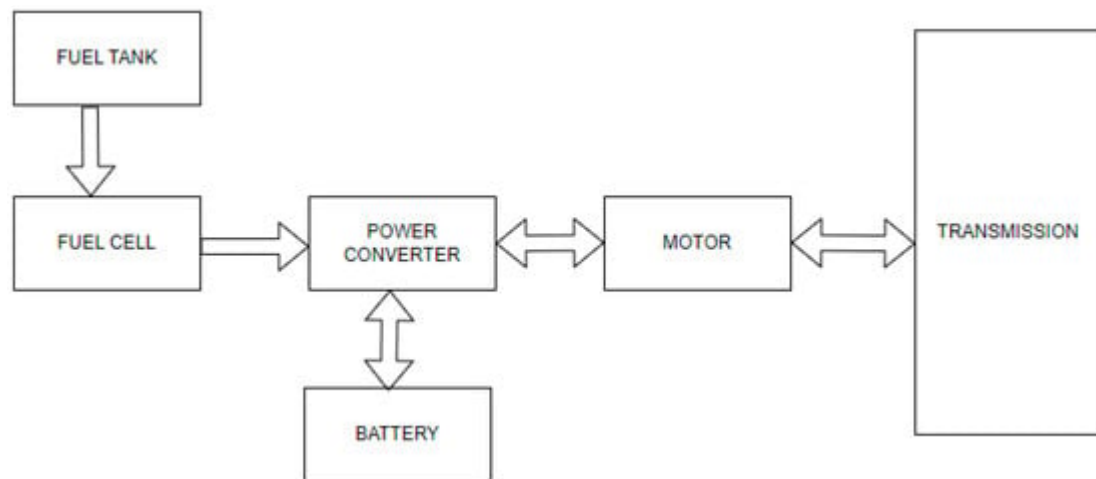 FUEL TANK
FUEL CELL
POWER
CONVERTER
MOTOR
TRANSMISSION
BATTERY